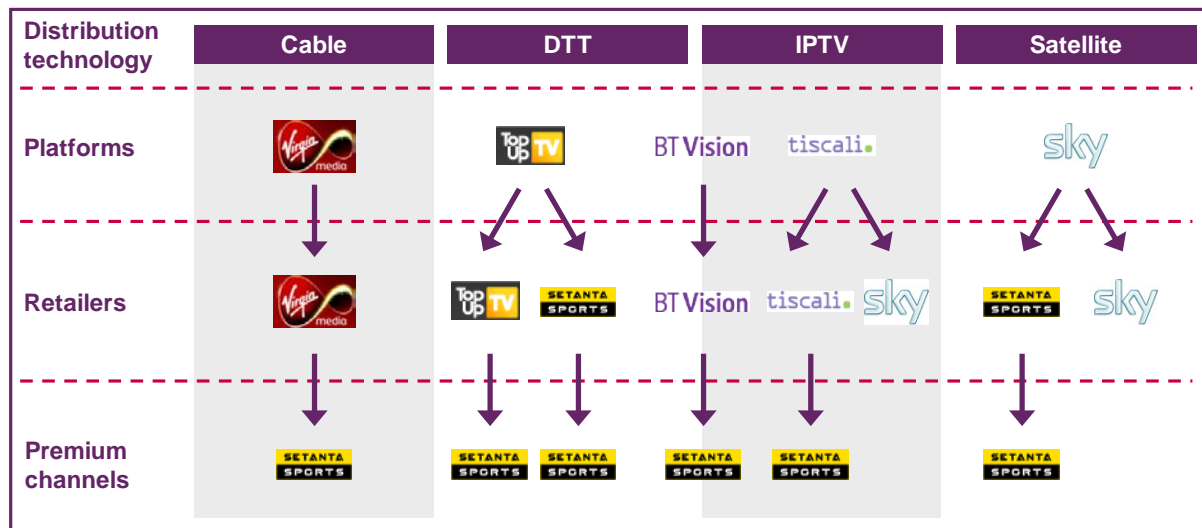 Distribution
technology
Cable
DTT
IPTV
Satellite
Platforms
Virgin
media
Top
Up TV
BT Vision
tiscali.
sky
Retailers
Virgin
media
Top
Up TV
SETANTA
SPORTS
BT Vision
tiscali.
sky
SETANTA
SPORTS
sky
Premium
channels
SETANTA
SPORTS
SETANTA
SPORTS
SETANTA
SPORTS
SETANTA
SPORTS
SETANTA
SPORTS
SETANTA
SPORTS